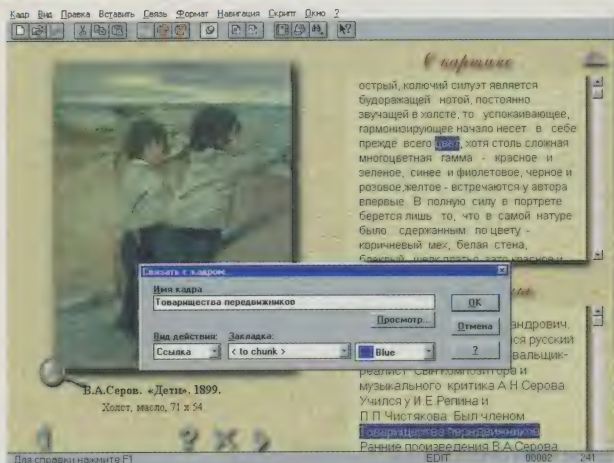 Кадр Вид Правка Вставить Связь Формат Навигация Скрипт Окно ?
О картине
острый, колючий силуэт является
будоражащей нотой, постоянно
звучащей в холсте, то успокаивающее,
гармонизирующее начало несет в себе
прежде всего цвет, хотя столь сложная
многоцветная гамма - красное и
зеленое, синее и фиолетовое, черное и
розовое,желтое - встречаются у автора
впервые. В полную силу в портрете
берется лишь то, что в самой натуре
было сдержанным по цвету -
коричневый мех, белая стена,
Связать с кадром...
Имя кадра
Товарищества передвижников
OK
Просмотр...
Отмена
Вид действия: Закладка:
Ссылка < to chunk > Blue ?
андрович.
ся русский
вальщик-
реалист Сын композитора и
музыкального критика А.Н.Серова
Учился у И.Е.Репина и
П.П.Чистякова. Был членом
Товарищества передвижников
Ранние произведения В.А.Серова
В.А.Серов. «Дети». 1899.
Холст, масло, 71 x 54.
Для справки нажмите F1 EDIT 00002 241